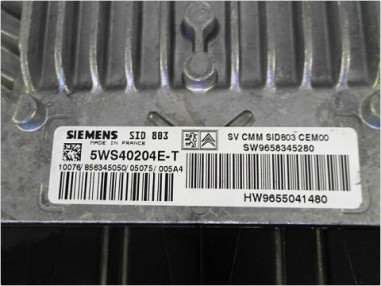 SIEMENS SID 803
MADE IN FRANCE
5WS40204E-T
10076/856345050/05075/005A4
SV CMM SID803 CEM00
SW9658345280
HW9655041480